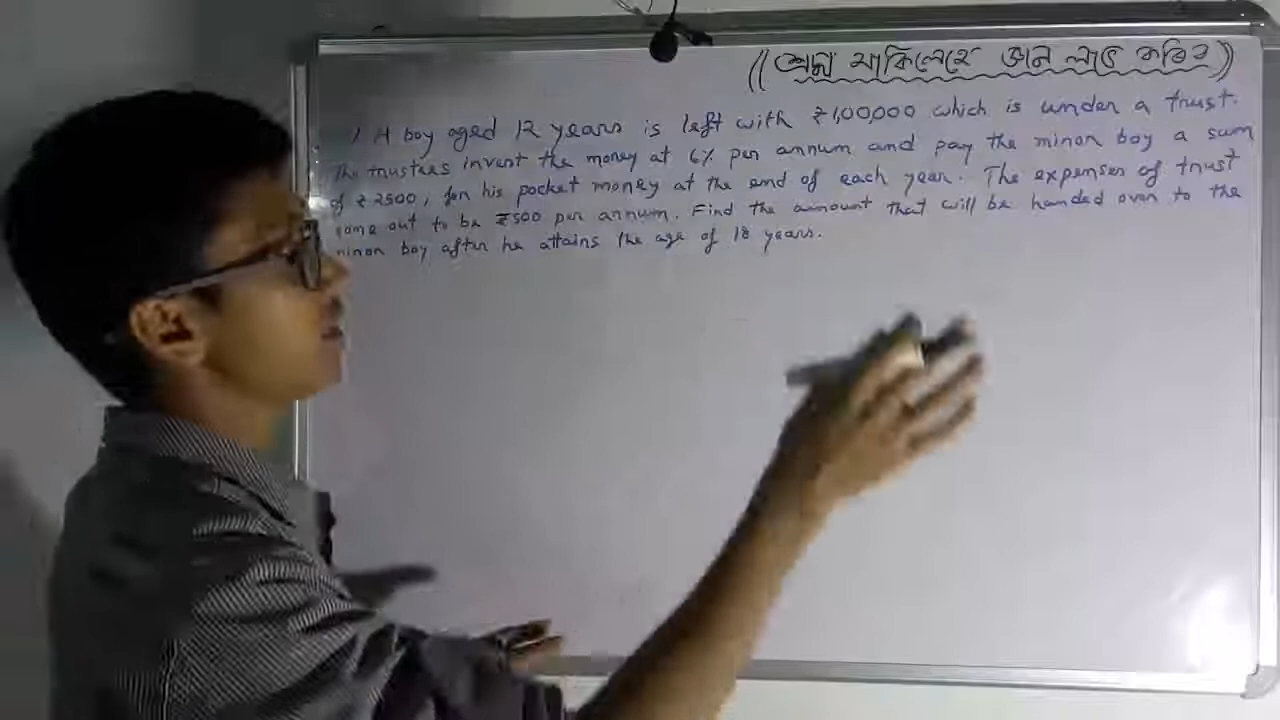 ((প্ৰশ্ন থাকিলেহে জ্ঞান লাভ কৰিব))
1. A boy aged 12 years is left with ₹1,00,000 which is under a trust.
The trustees invest the money at 6% per annum and pay the minor boy a sum
of ₹2500, for his pocket money at the end of each year. The expenses of trust
come out to be ₹500 per annum. Find the amount that will be handed over to the
minor boy after he attains the age of 18 years.